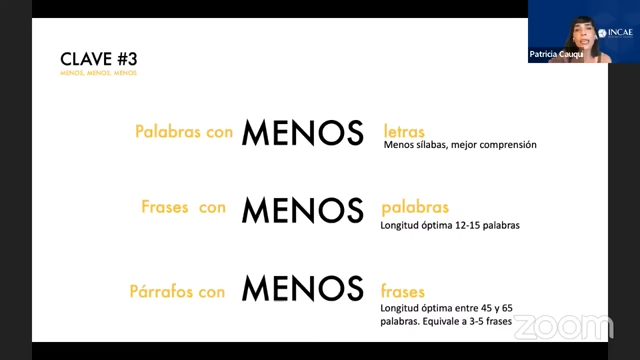 INCAE
Patricia Cauqui
CLAVE #3
MENOS, MENOS, MENOS
Palabras con MENOS letras
Menos sílabas, mejor comprensión
Frases con MENOS palabras
Longitud óptima 12-15 palabras
Párrafos con MENOS frases
Longitud óptima entre 45 y 65
palabras. Equivale a 3-5 frases
zoom